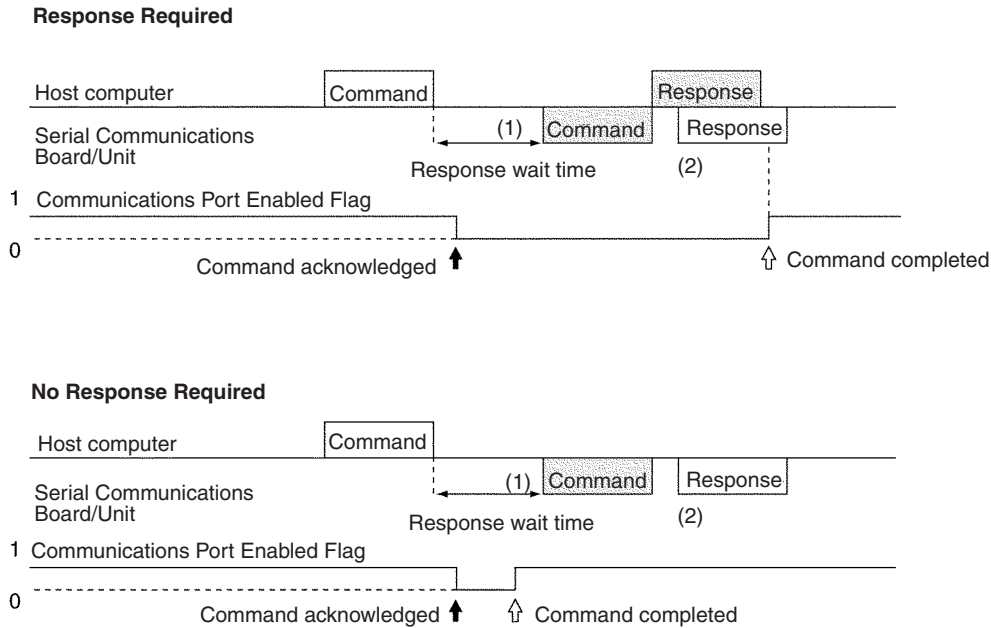 Response Required
Host computer
Command
Response
Serial Communications
Board/Unit
(1)
Command
Response
Response wait time
(2)
1 Communications Port Enabled Flag
0
Command acknowledged
Command completed
No Response Required
Host computer
Command
Serial Communications
Board/Unit
(1)
Command
Response
Response wait time
(2)
1 Communications Port Enabled Flag
0
Command acknowledged
Command completed